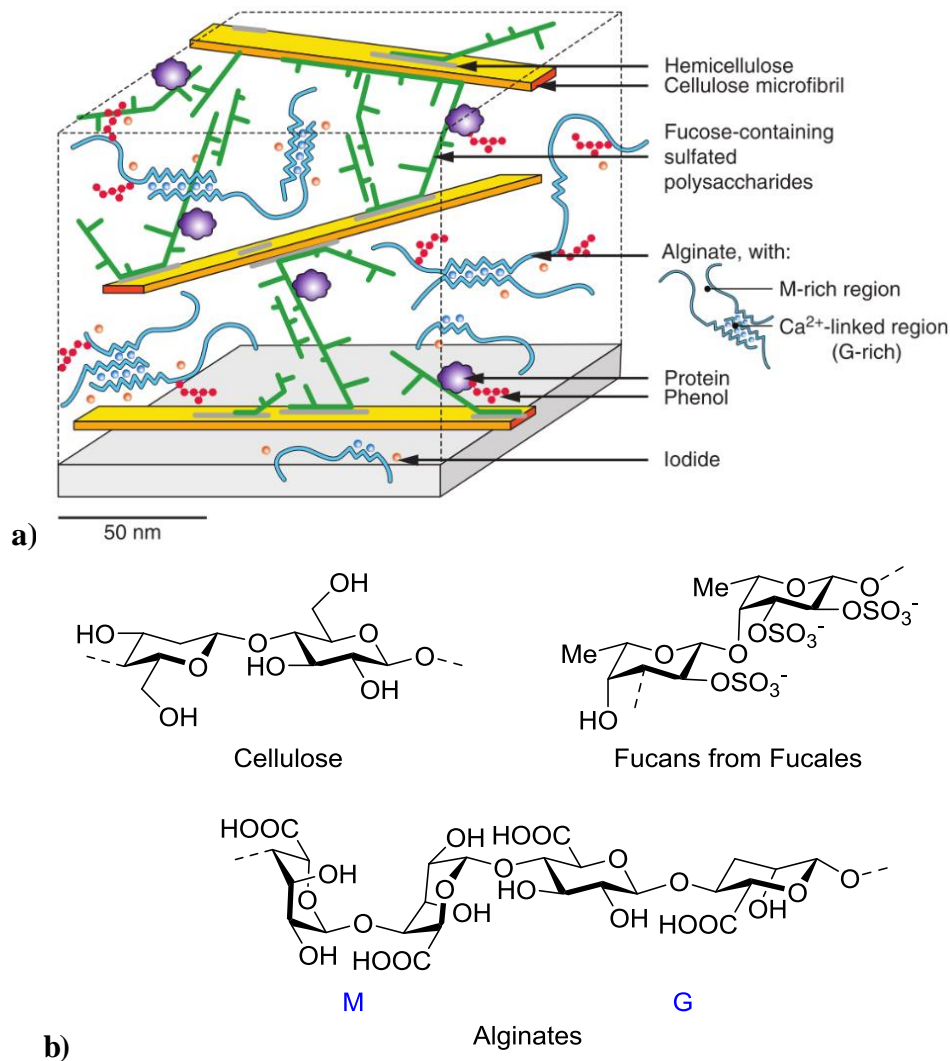 Hemicellulose
Cellulose microfibril
Fucose-containing
sulfated
polysaccharides
Alginate, with:
M-rich region
Ca²⁺-linked region
(G-rich)
Protein
Phenol
Iodide
50 nm
a)
OH
HO
O
O
O
HO
OH
O
OH
Cellulose
Me
O
O
OSO₃⁻
OSO₃⁻
Me
O
O
OSO₃⁻
HO
Fucans from Fucales
HOOC
OH
O
O
OH
OH
O
OH
HOOC
O
HOOC
O
HO
OH
O
O
HOOC
OH
O
O
M
G
Alginates
b)